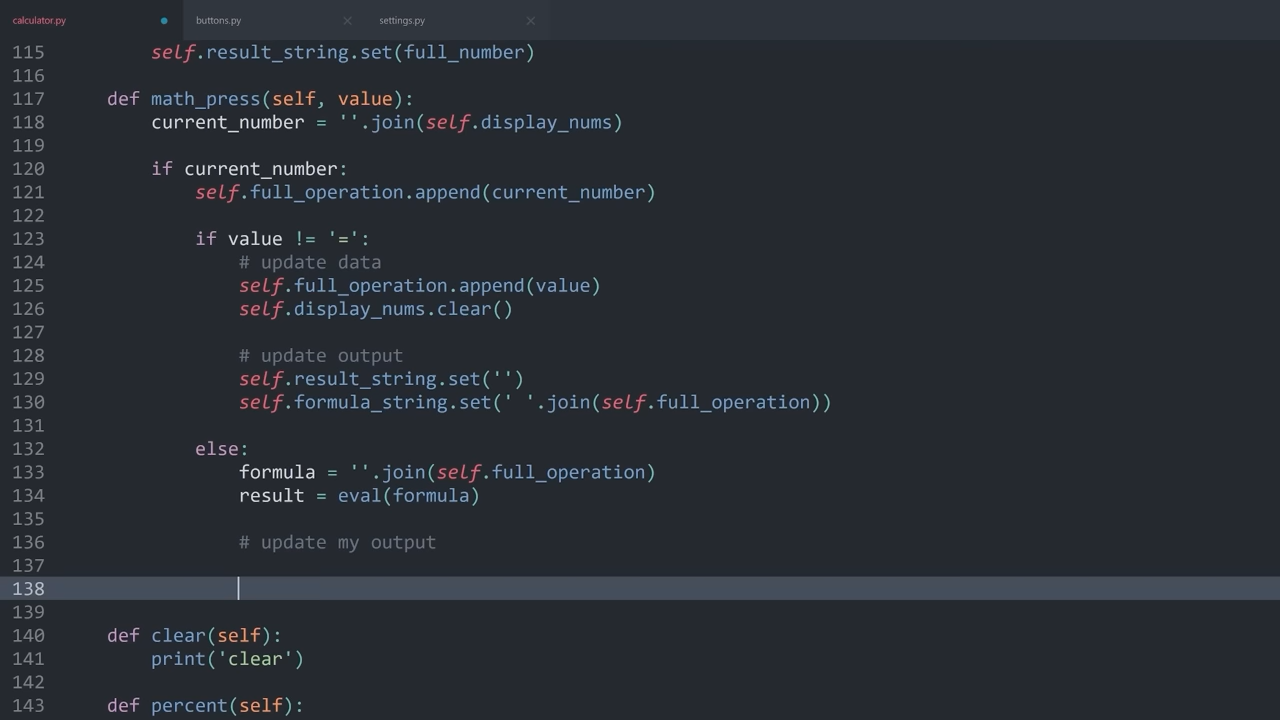 calculator.py buttons.py settings.py
115 self.result_string.set(full_number)
116
117 def math_press(self, value):
118 current_number = ''.join(self.display_nums)
119
120 if current_number:
121 self.full_operation.append(current_number)
122
123 if value != '=':
124 # update data
125 self.full_operation.append(value)
126 self.display_nums.clear()
127
128 # update output
129 self.result_string.set('')
130 self.formula_string.set(' '.join(self.full_operation))
131
132 else:
133 formula = ''.join(self.full_operation)
134 result = eval(formula)
135
136 # update my output
137
138
139
140 def clear(self):
141 print('clear')
142
143 def percent(self):